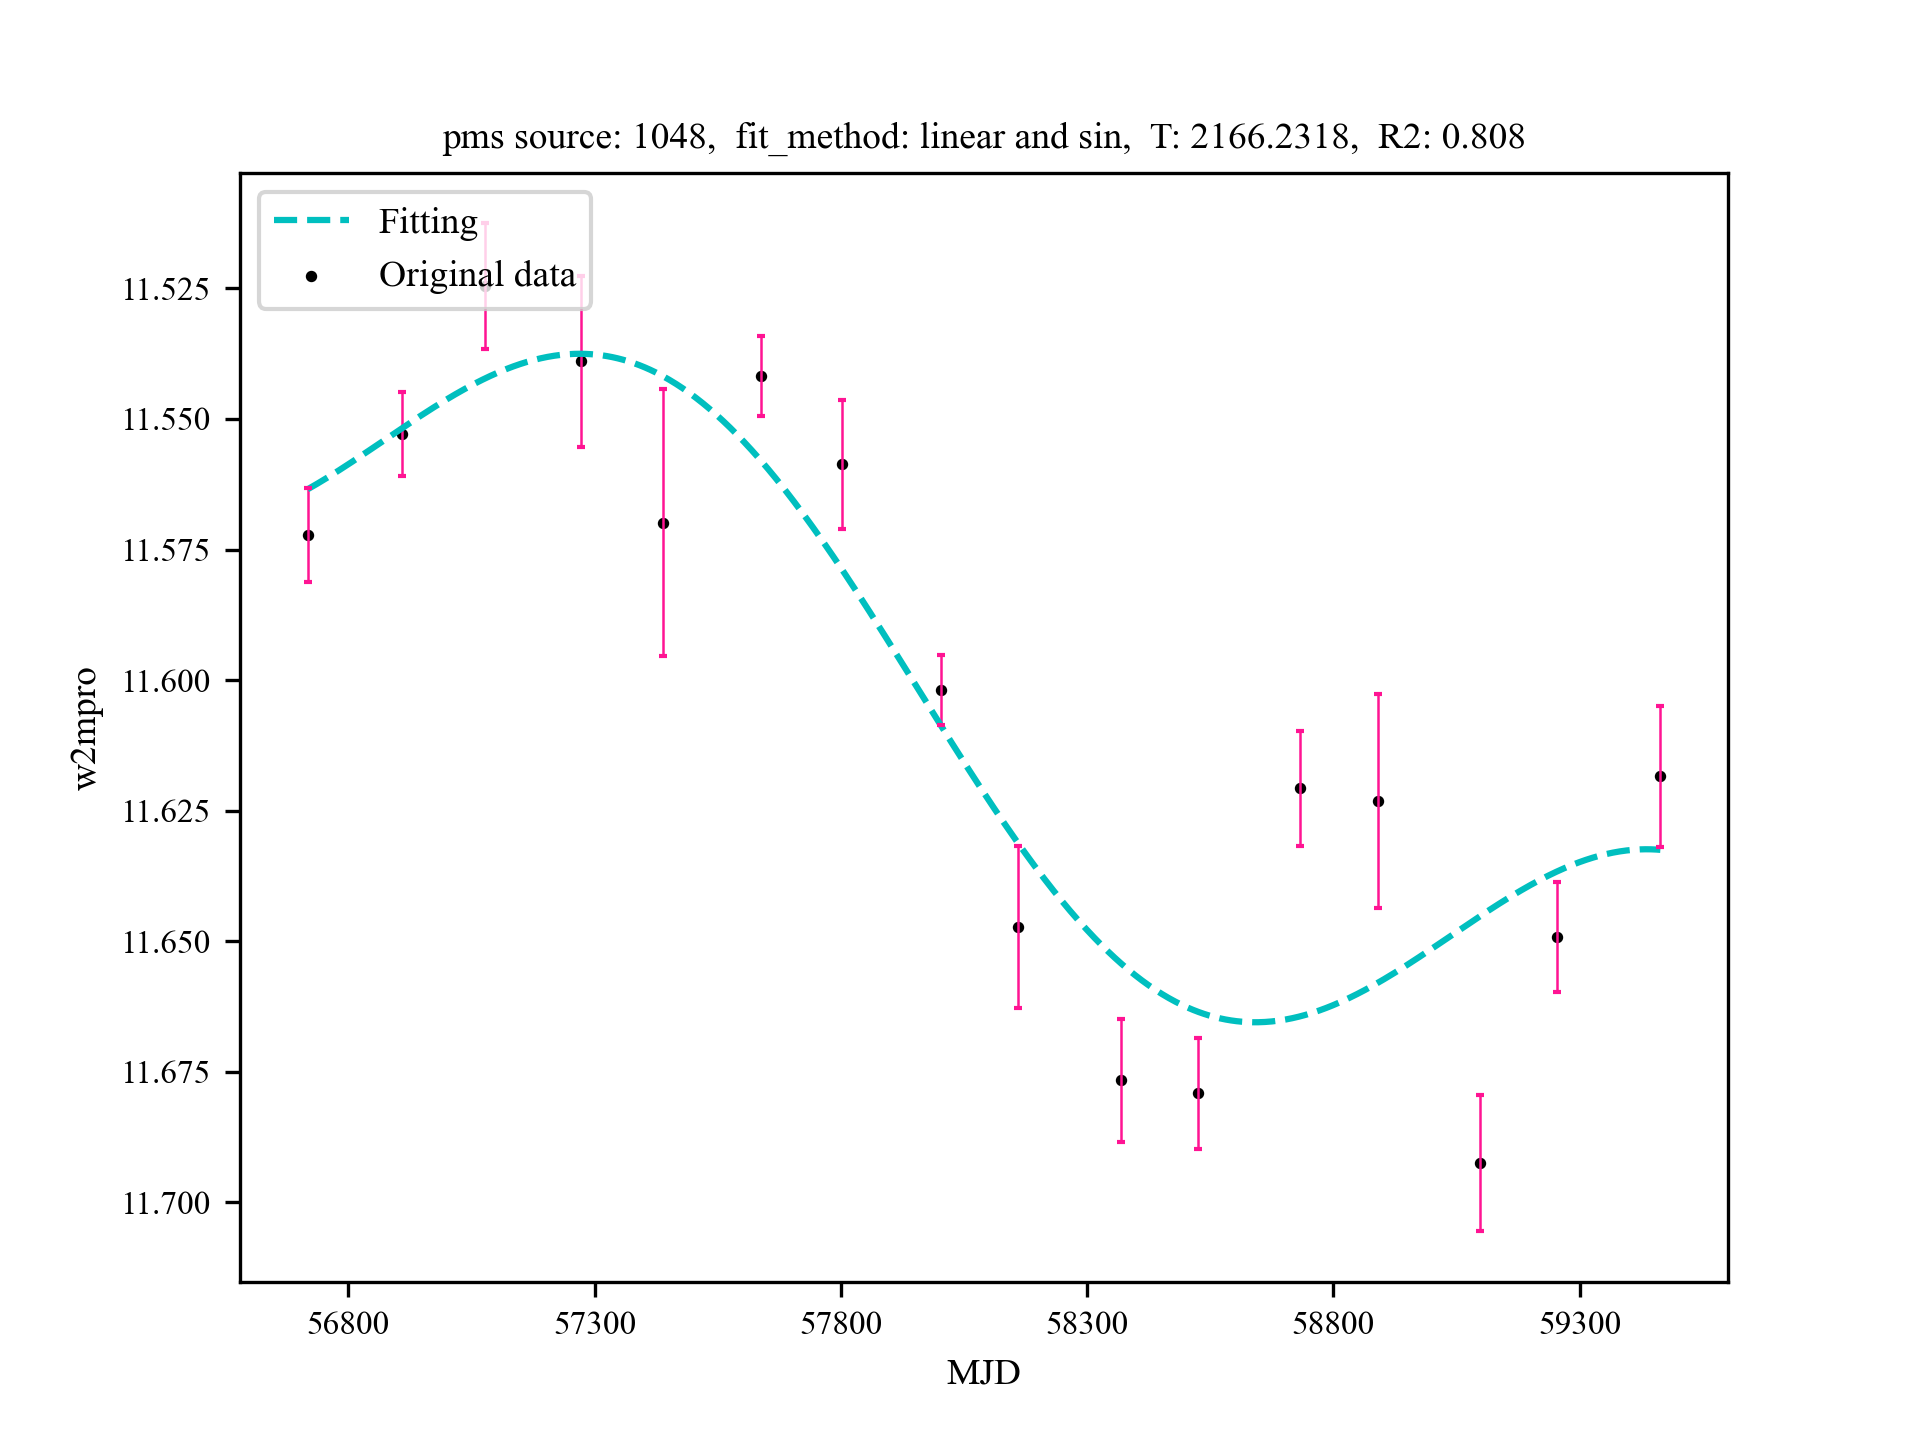 pms source: 1048,  fit_method: linear and sin,  T: 2166.2318,  R2: 0.808
Fitting
Original data
11.525
11.550
11.575
11.600
11.625
11.650
11.675
11.700
w2mpro
56800
57300
57800
58300
58800
59300
MJD